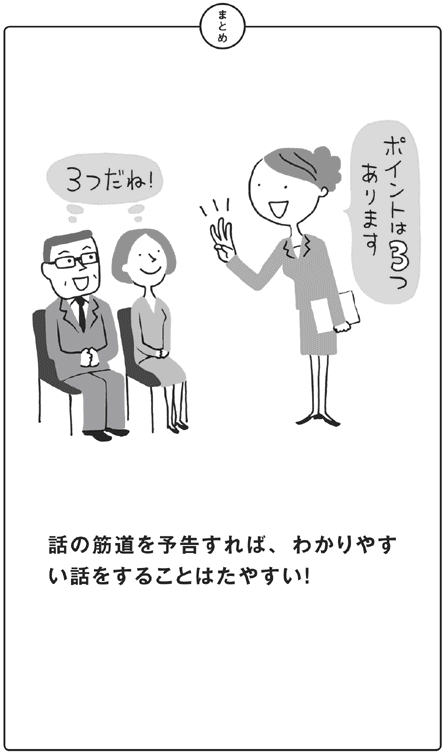 まとめ
ポイントは3つ
あります
3つだね!
話の筋道を予告すれば、わかりやす
い話をすることはたやすい!